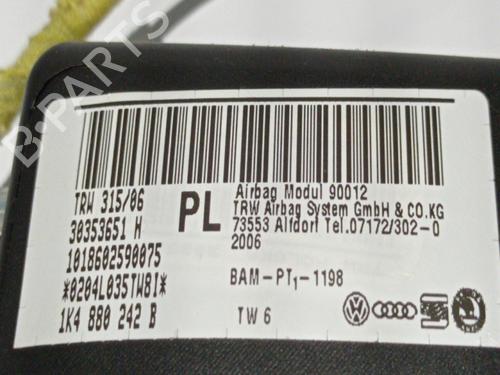 TRW 315/06
30353651 H
1018602590075
*0204L035TW8I*
1K4 880 242 B
PL
Airbag Modul 90012
TRW Airbag System GmbH & CO.KG
73553 Alfdorf Tel.07172/302-0
2006
BAM-PT1-1198
TW 6
B-PARTS